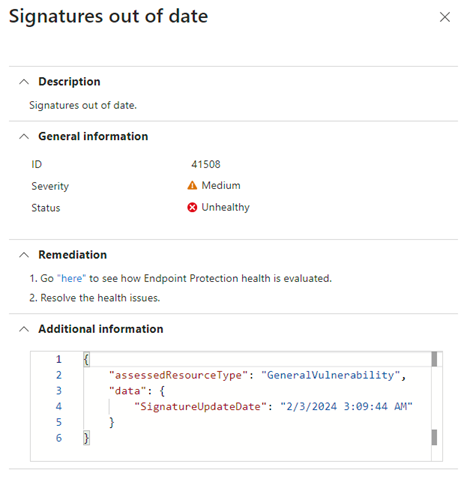 Signatures out of date
Description
Signatures out of date.
General information
ID 41508
Severity Medium
Status Unhealthy
Remediation
1. Go "here" to see how Endpoint Protection health is evaluated.
2. Resolve the health issues.
Additional information
1 {
2 "assessedResourceType": "GeneralVulnerability",
3 "data": {
4 "SignatureUpdateDate": "2/3/2024 3:09:44 AM"
5 }
6 }